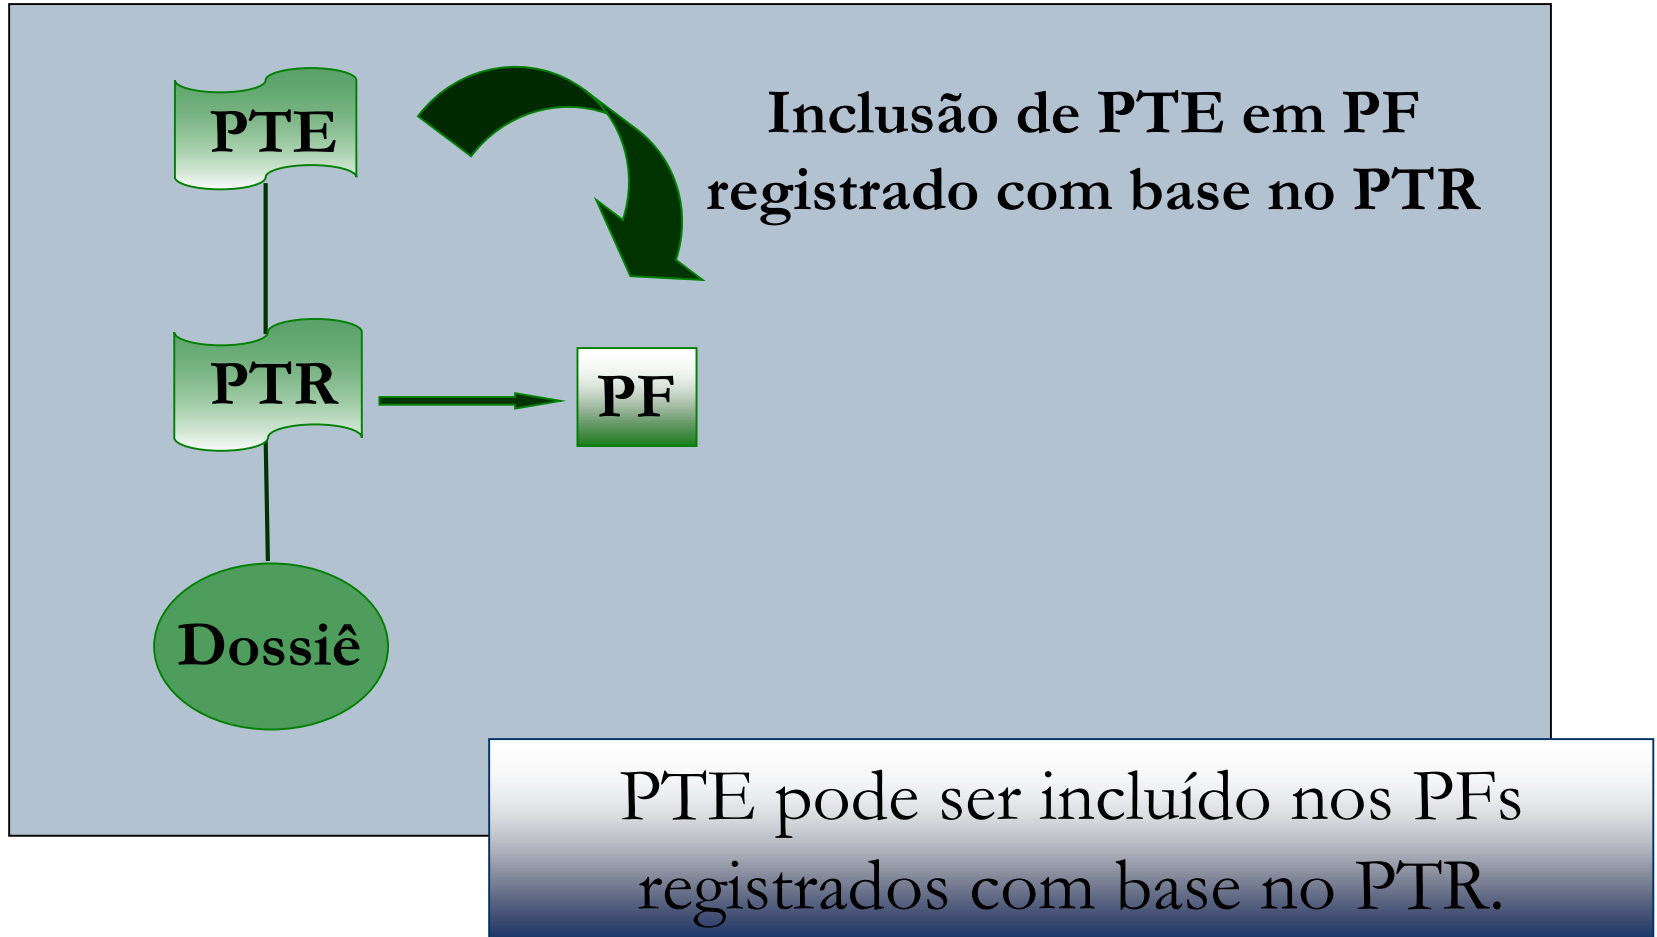 PTE
Inclusão de PTE em PF
registrado com base no PTR
PTR
PF
Dossiê
PTE pode ser incluído nos PFs
registrados com base no PTR.